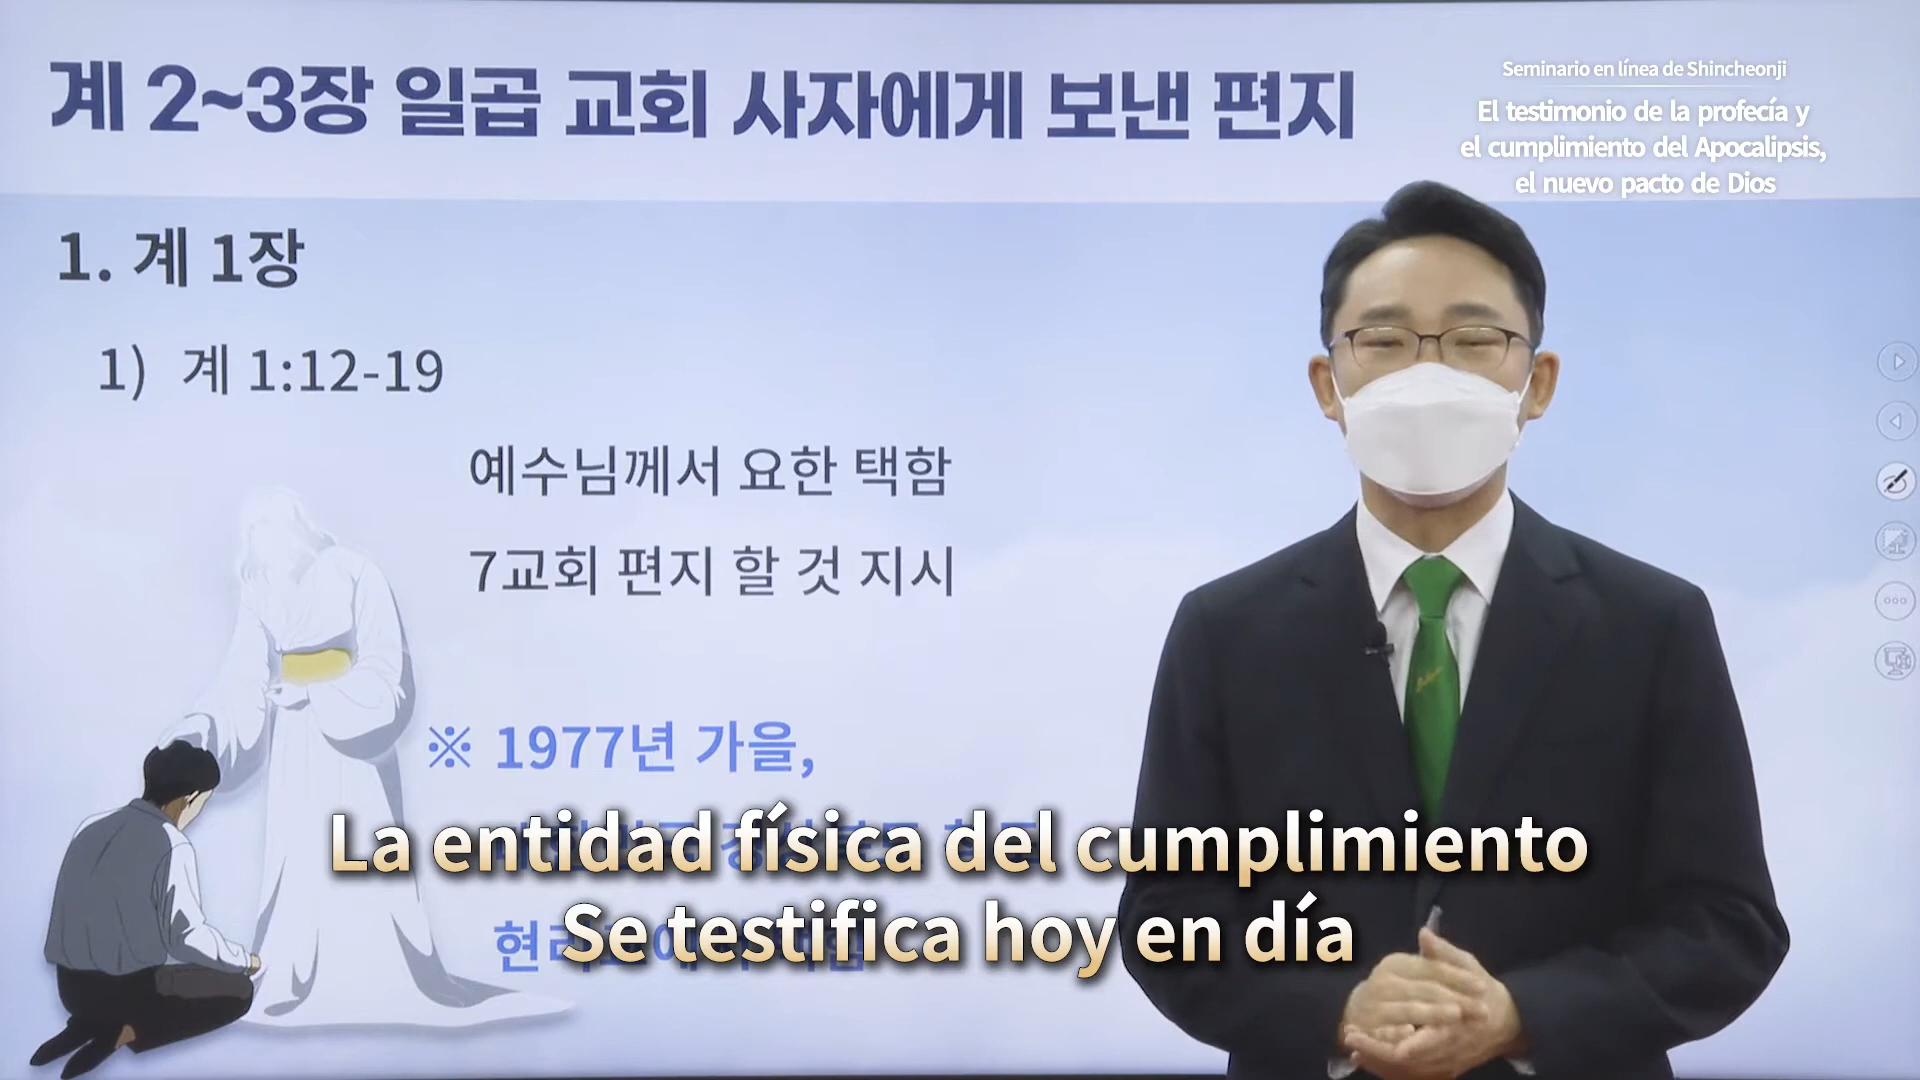 계 2~3장 일곱 교회 사자에게 보낸 편지
Seminario en línea de Shincheonji
El testimonio de la profecía y
el cumplimiento del Apocalipsis,
el nuevo pacto de Dios
1. 계 1장
1) 계 1:12-19
예수님께서 요한 택함
7교회 편지 할 것 지시
※ 1977년 가을,
La entidad física del cumplimiento
Se testifica hoy en día